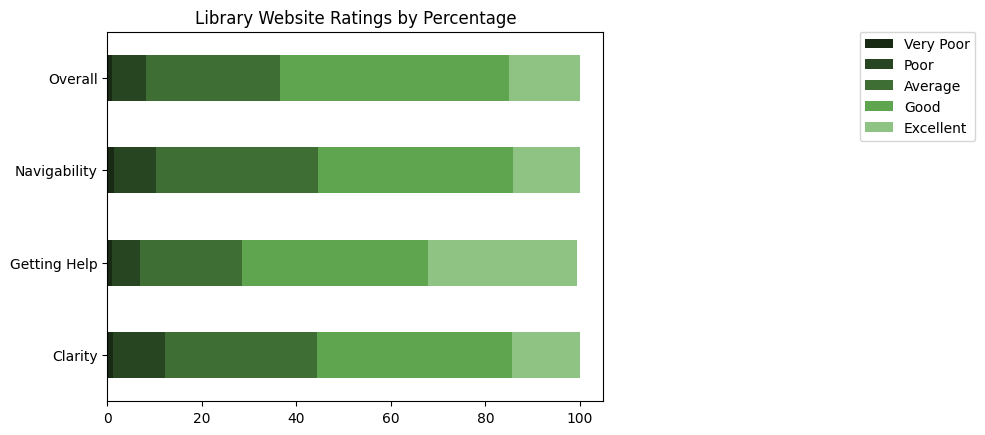 Library Website Ratings by Percentage
Very Poor
Poor
Average
Good
Excellent
Overall
Navigability
Getting Help
Clarity
0 20 40 60 80 100